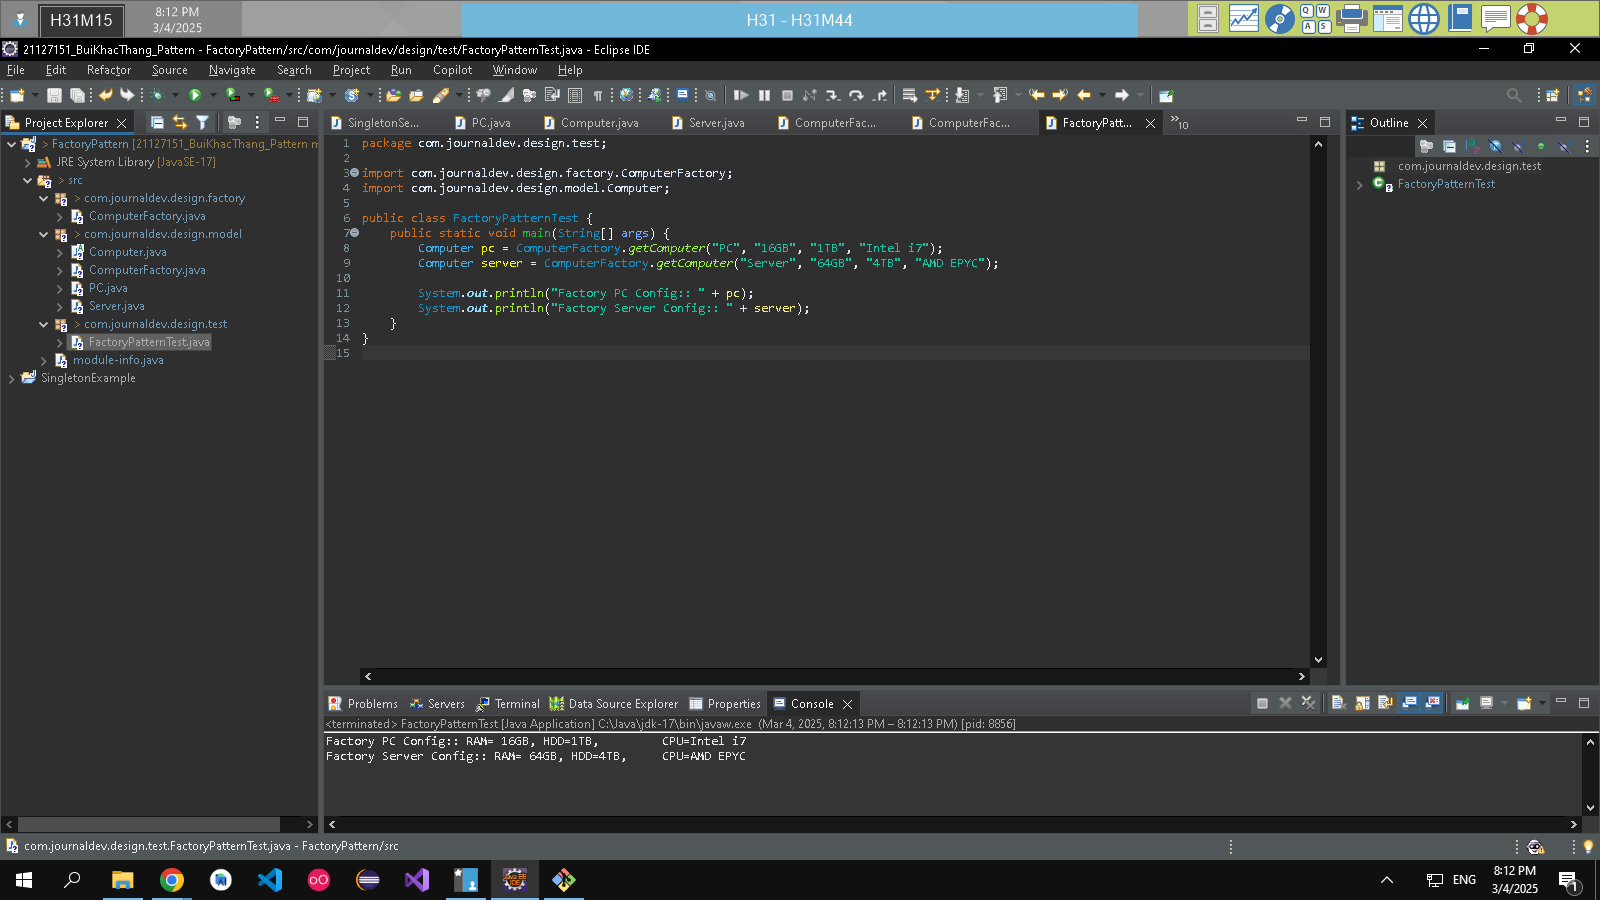 H31M15
8:12 PM
3/4/2025
H31 - H31M44
21127151_BuiKhacThang_Pattern - FactoryPattern/src/com/journaldev/design/test/FactoryPatternTest.java - Eclipse IDE
File Edit Refactor Source Navigate Search Project Run Copilot Window Help
Project Explorer
> FactoryPattern [21127151_BuiKhacThang_Pattern m
JRE System Library [JavaSE-17]
> src
> com.journaldev.design.factory
ComputerFactory.java
> com.journaldev.design.model
Computer.java
ComputerFactory.java
PC.java
Server.java
> com.journaldev.design.test
FactoryPatternTest.java
module-info.java
SingletonExample
SingletonSe... PC.java Computer.java Server.java ComputerFac... ComputerFac... FactoryPatt... »10
1 package com.journaldev.design.test;
2
3 import com.journaldev.design.factory.ComputerFactory;
4 import com.journaldev.design.model.Computer;
5
6 public class FactoryPatternTest {
7     public static void main(String[] args) {
8         Computer pc = ComputerFactory.getComputer("PC", "16GB", "1TB", "Intel i7");
9         Computer server = ComputerFactory.getComputer("Server", "64GB", "4TB", "AMD EPYC");
10
11         System.out.println("Factory PC Config:: " + pc);
12         System.out.println("Factory Server Config:: " + server);
13     }
14 }
15
Outline
com.journaldev.design.test
FactoryPatternTest
Problems Servers Terminal Data Source Explorer Properties Console
<terminated> FactoryPatternTest [Java Application] C:\Java\jdk-17\bin\javaw.exe (Mar 4, 2025, 8:12:13 PM – 8:12:13 PM) [pid: 8856]
Factory PC Config:: RAM= 16GB, HDD=1TB,         CPU=Intel i7
Factory Server Config:: RAM= 64GB, HDD=4TB,     CPU=AMD EPYC
com.journaldev.design.test.FactoryPatternTest.java - FactoryPattern/src
ENG
8:12 PM
3/4/2025
1